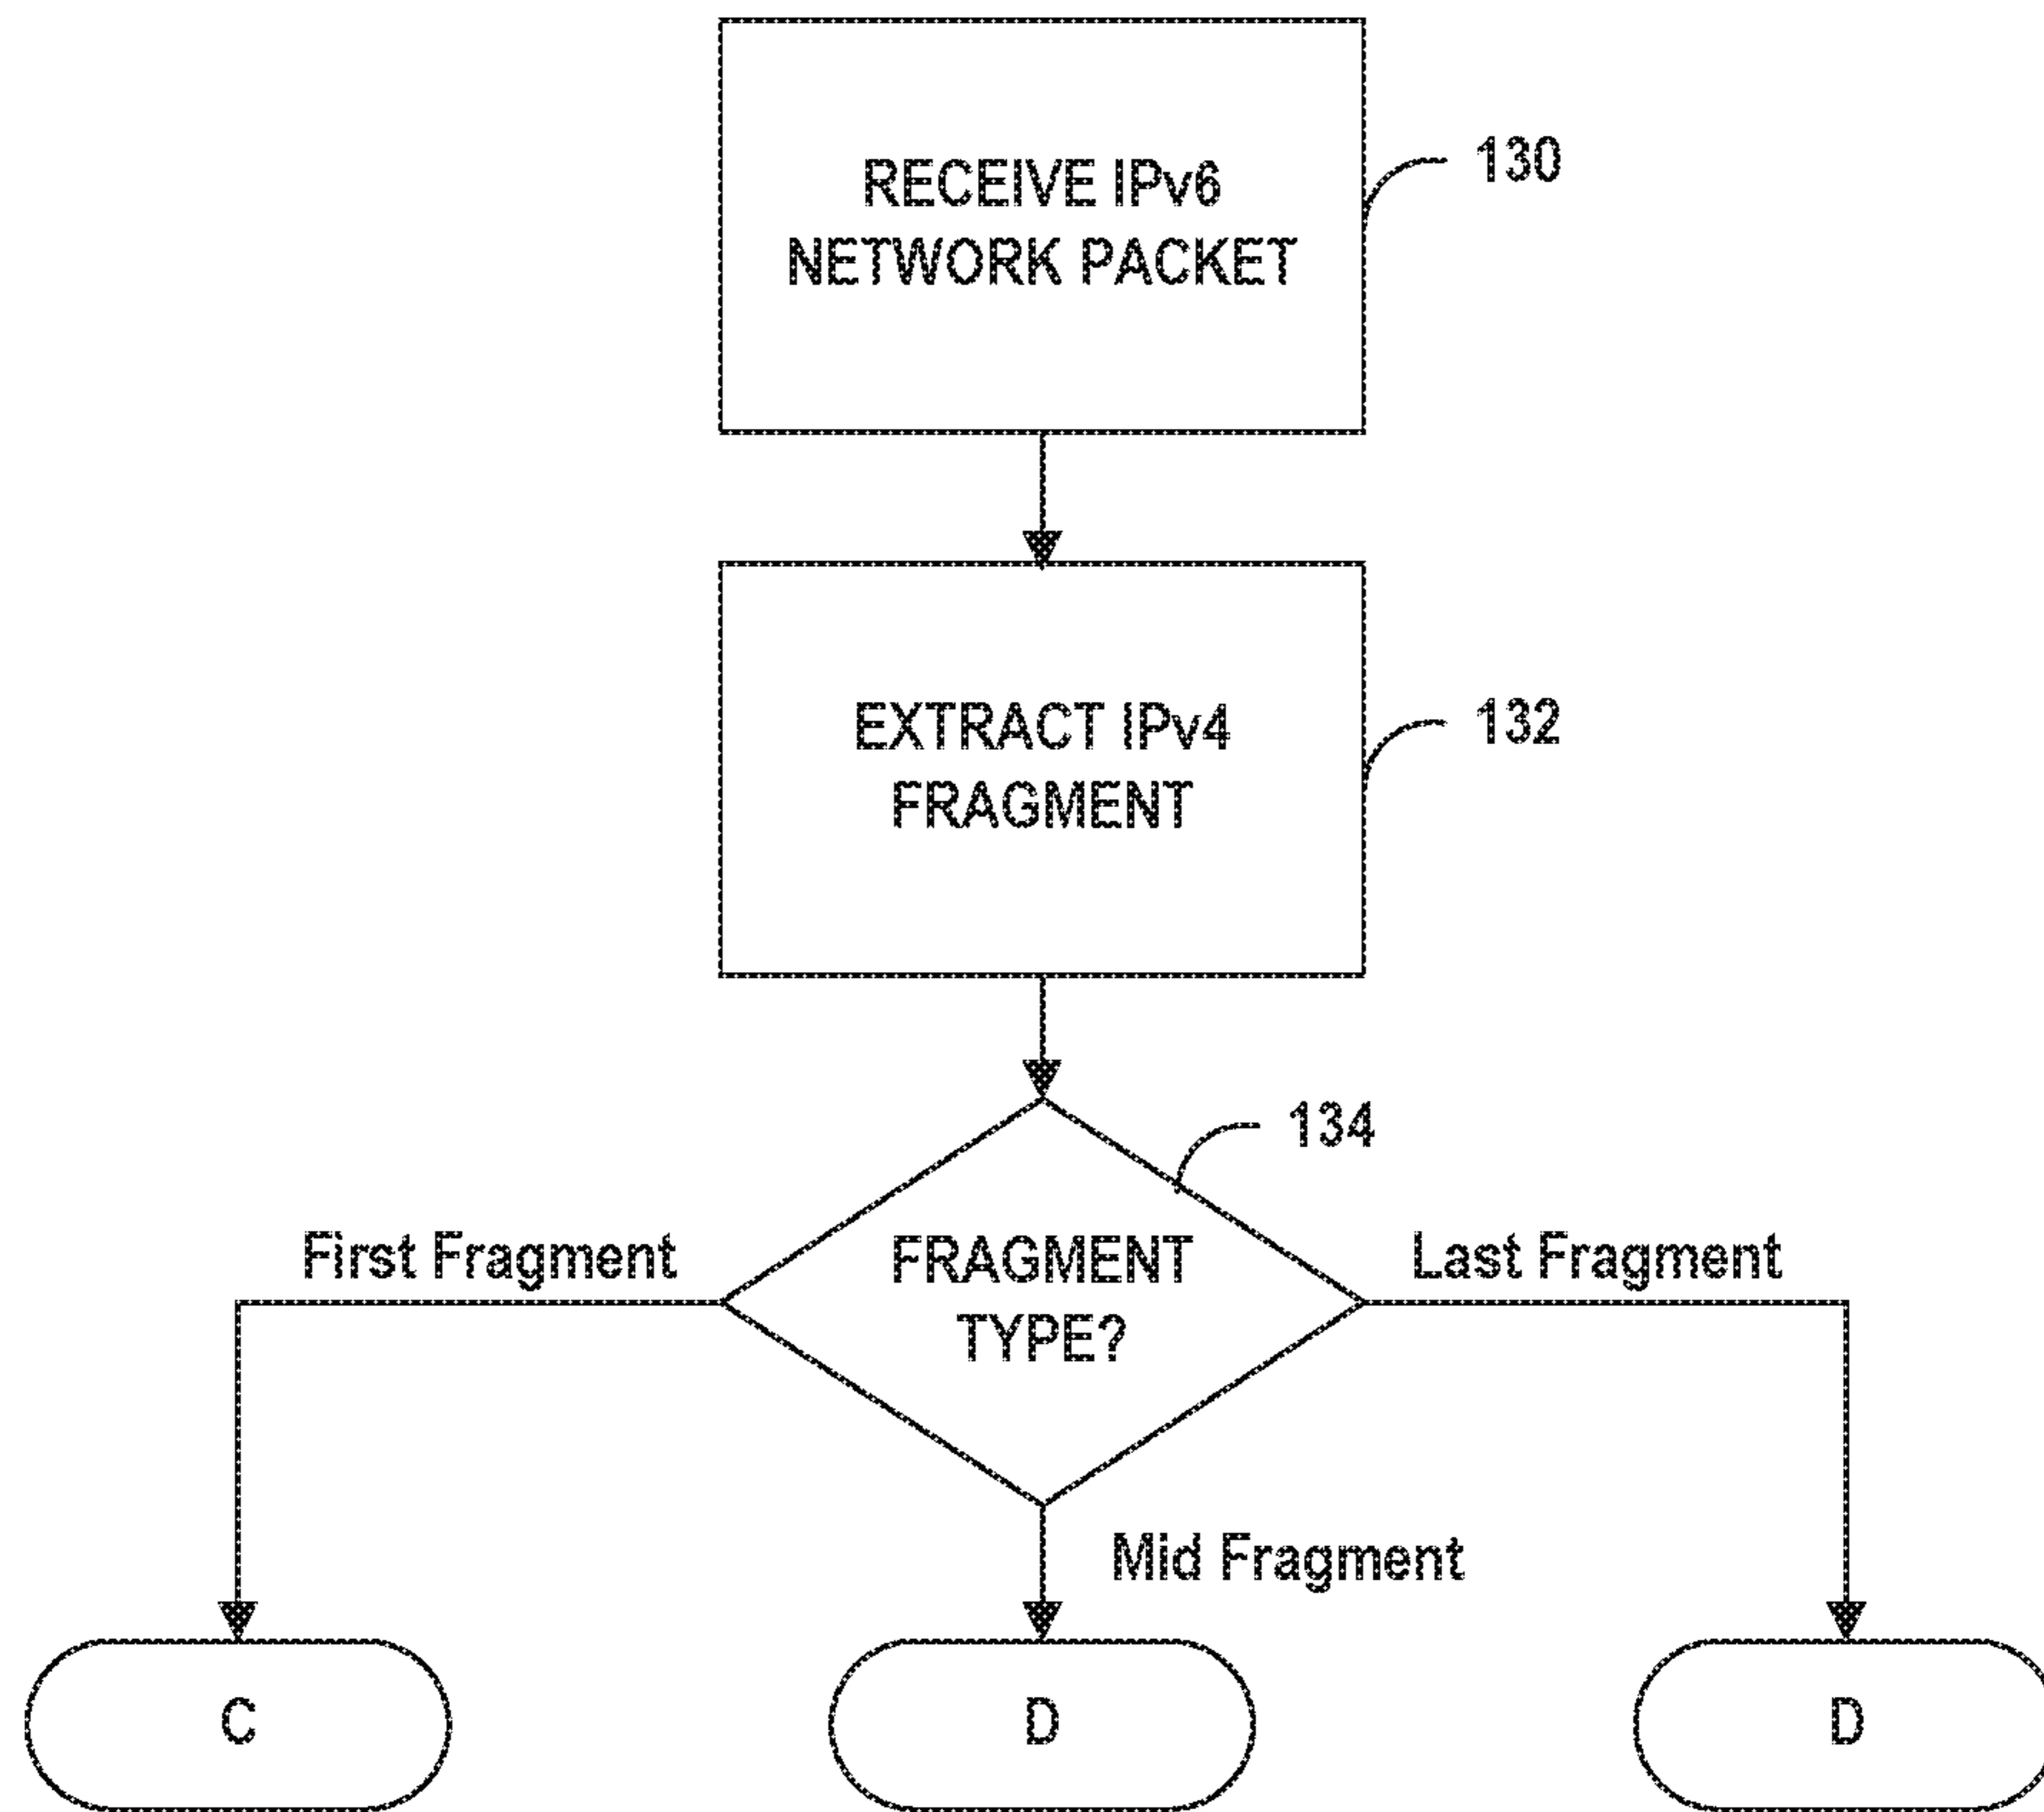 RECEIVE IPv6
NETWORK PACKET
130
EXTRACT IPv4
FRAGMENT
132
134
First Fragment
FRAGMENT
TYPE?
Last Fragment
Mid Fragment
C
D
D